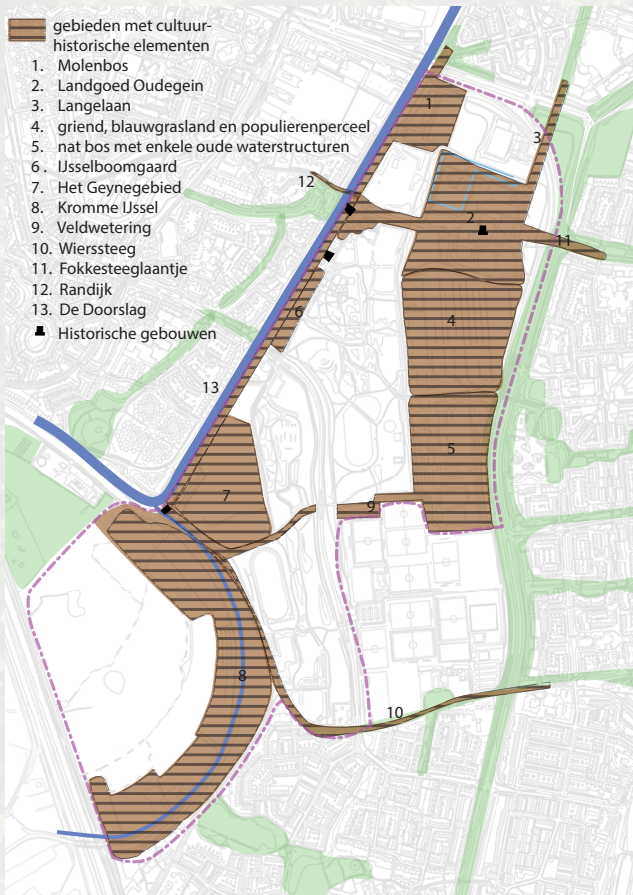 gebieden met cultuur-
historische elementen
1. Molenbos
2. Landgoed Oudegein
3. Langelaan
4. griend, blauwgrasland en populierenperceel
5. nat bos met enkele oude waterstructuren
6. IJsselboomgaard
7. Het Geynegebied
8. Kromme IJssel
9. Veldwetering
10. Wierssteeg
11. Fokkesteeglaantje
12. Randijk
13. De Doorslag
Historische gebouwen
1
3
12
2
11
6
4
13
5
7
9
8
10